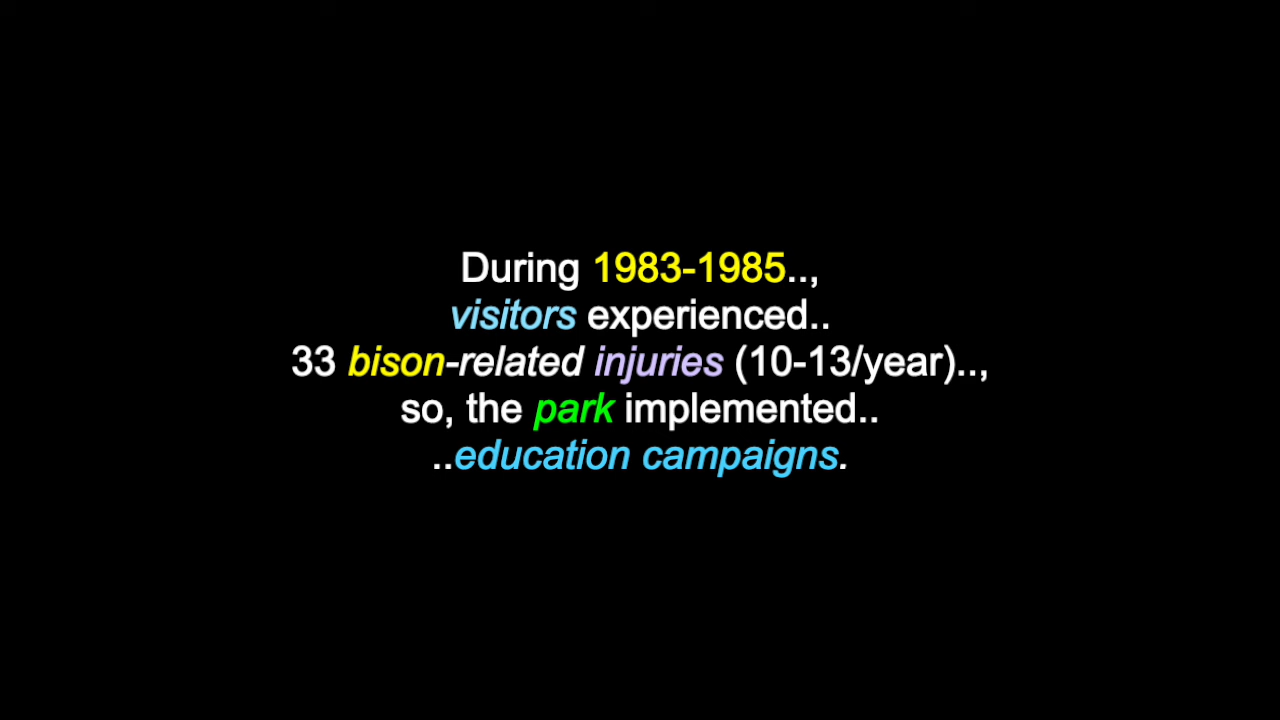 During 1983-1985..,
visitors experienced..
33 bison-related injuries (10-13/year)..,
so, the park implemented..
..education campaigns.